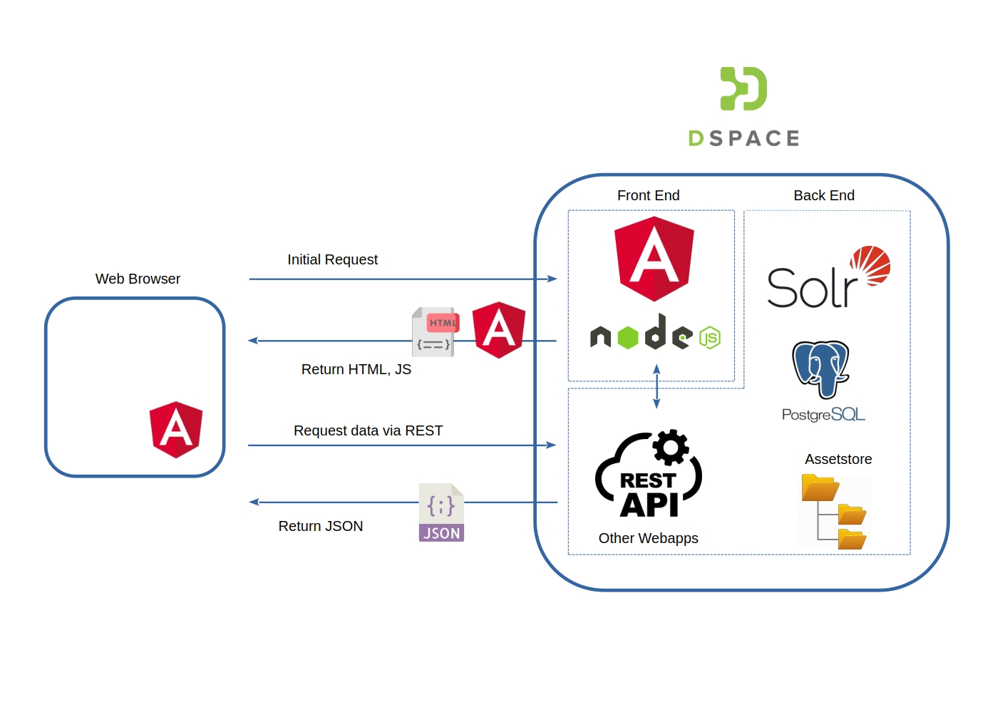 DSPACE
Front End
Back End
Initial Request
Web Browser
Solr
HTML
{==}
node
JS
Return HTML, JS
PostgreSQL
Request data via REST
Assetstore
REST
API
{;}
JSON
Return JSON
Other Webapps